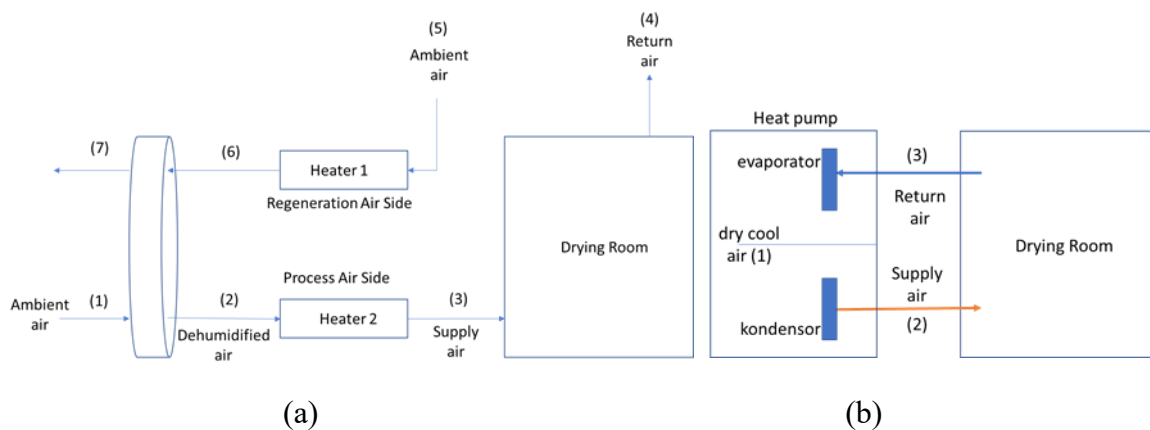 (5)
Ambient
air
(4)
Return
air
(7)
(6)
Heater 1
Regeneration Air Side
Drying Room
Process Air Side
Ambient
air
(1)
(2)
Dehumidified
air
Heater 2
(3)
Supply
air
(a)
Heat pump
evaporator
(3)
Return
air
dry cool
air (1)
Drying Room
Supply
air
(2)
kondensor
(b)